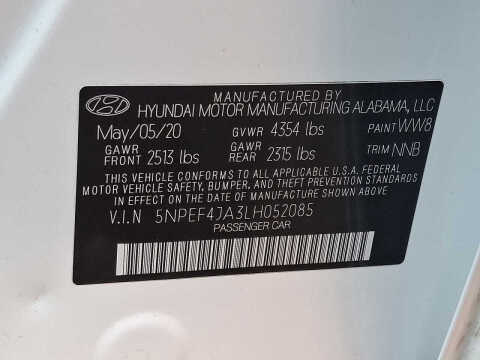 MANUFACTURED BY
HYUNDAI MOTOR MANUFACTURING ALABAMA, LLC
May/05/20 GVWR 4354 lbs PAINT WW8
GAWR FRONT 2513 lbs GAWR REAR 2315 lbs TRIM NNB
THIS VEHICLE CONFORMS TO ALL APPLICABLE U.S.A. FEDERAL
MOTOR VEHICLE SAFETY, BUMPER, AND THEFT PREVENTION STANDARDS
IN EFFECT ON THE DATE OF MANUFACTURE SHOWN ABOVE.
V.I.N 5NPEF4JA3LH052085
PASSENGER CAR